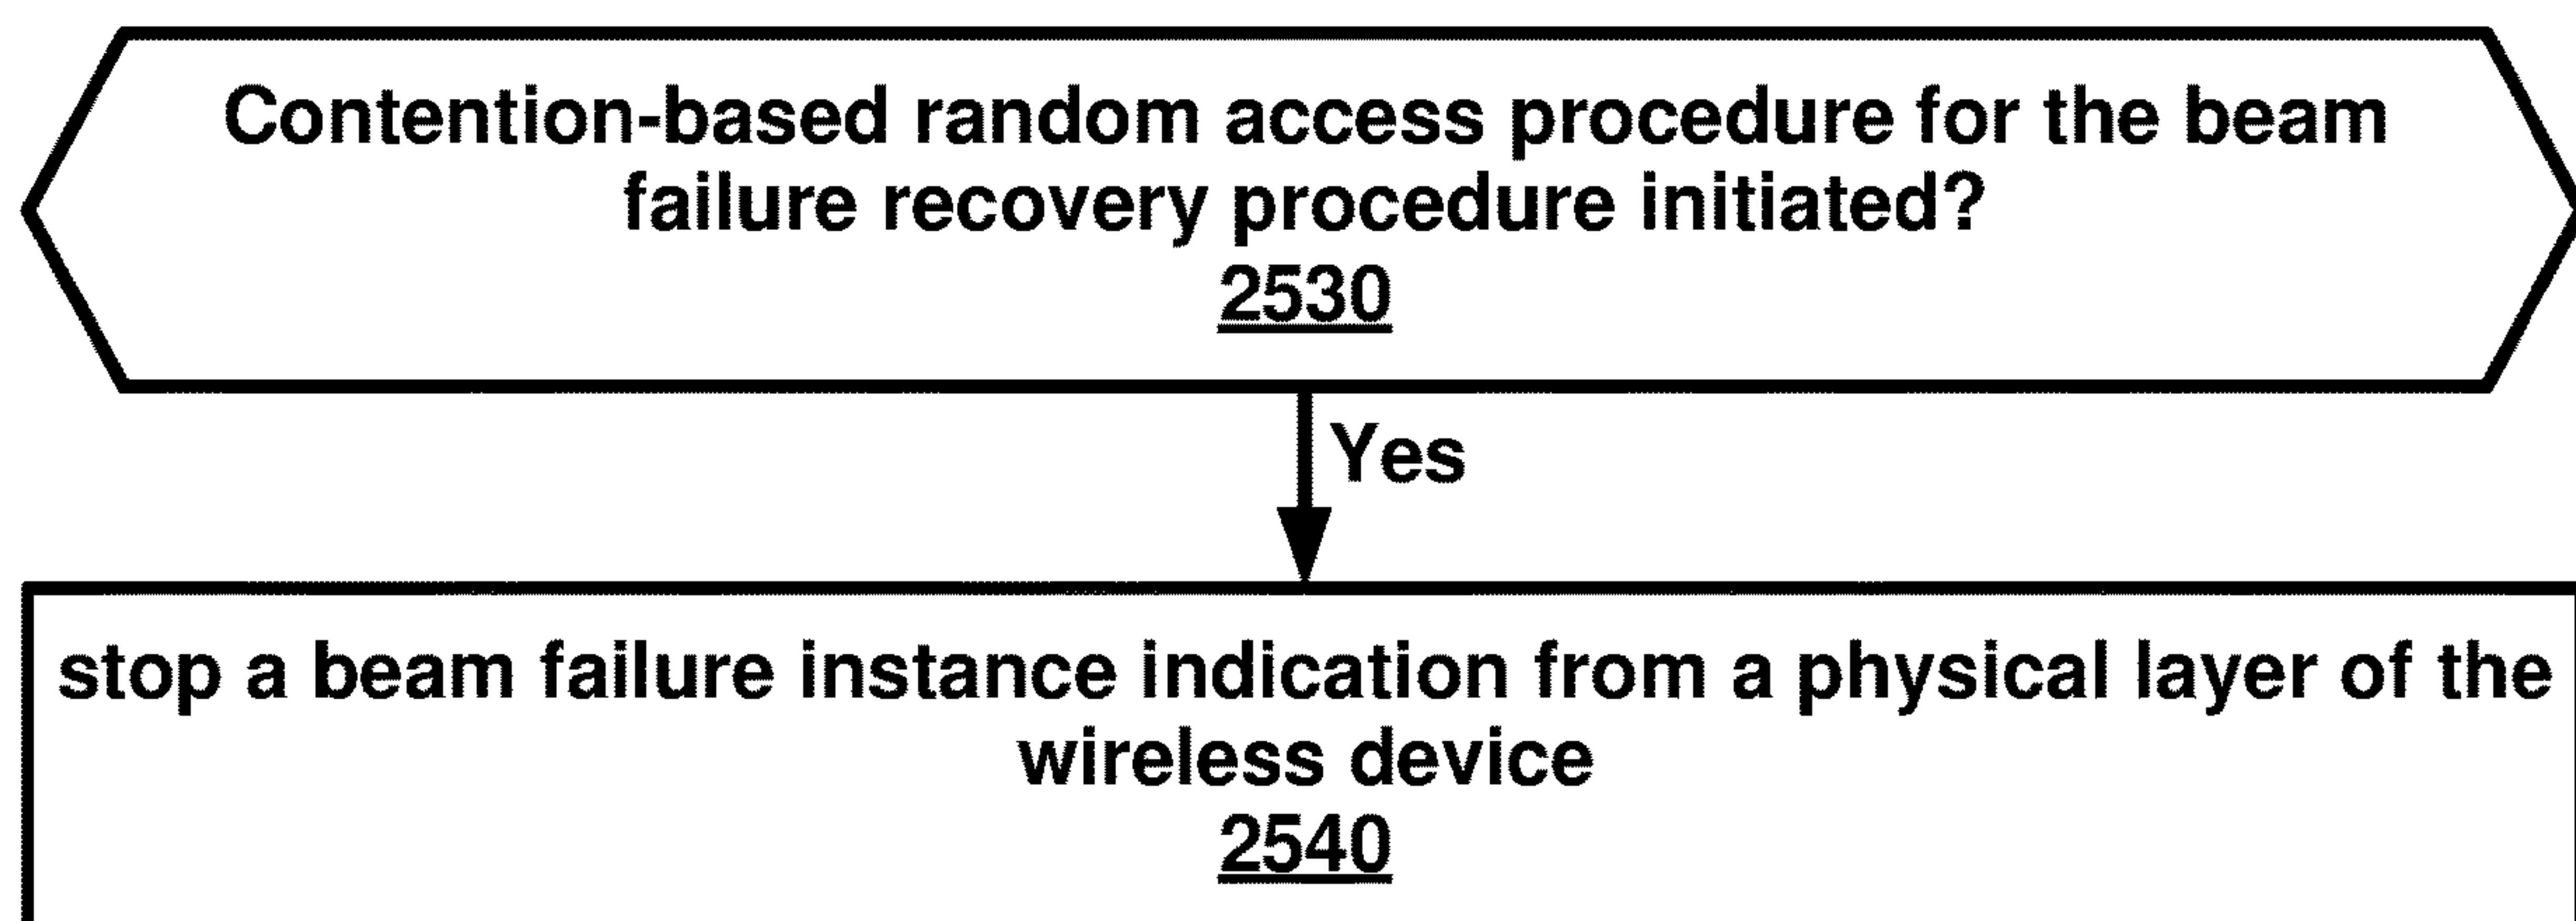 Contention-based random access procedure for the beam
failure recovery procedure initiated?
2530
Yes
stop a beam failure instance indication from a physical layer of the
wireless device
2540